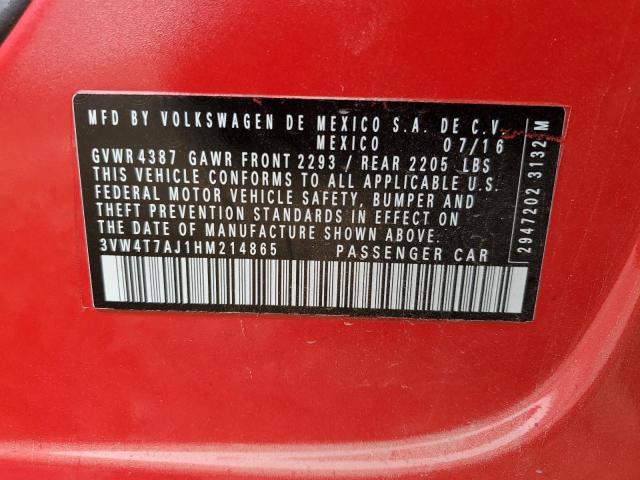 MFD BY VOLKSWAGEN DE MEXICO S.A. DE C.V.
MEXICO 07/16
GVWR 4387 GAWR FRONT 2293 / REAR 2205 LBS
THIS VEHICLE CONFORMS TO ALL APPLICABLE U.S.
FEDERAL MOTOR VEHICLE SAFETY, BUMPER AND
THEFT PREVENTION STANDARDS IN EFFECT ON
THE DATE OF MANUFACTURE SHOWN ABOVE.
3VW4T7AJ1HM214865 PASSENGER CAR
2947202 3132 M